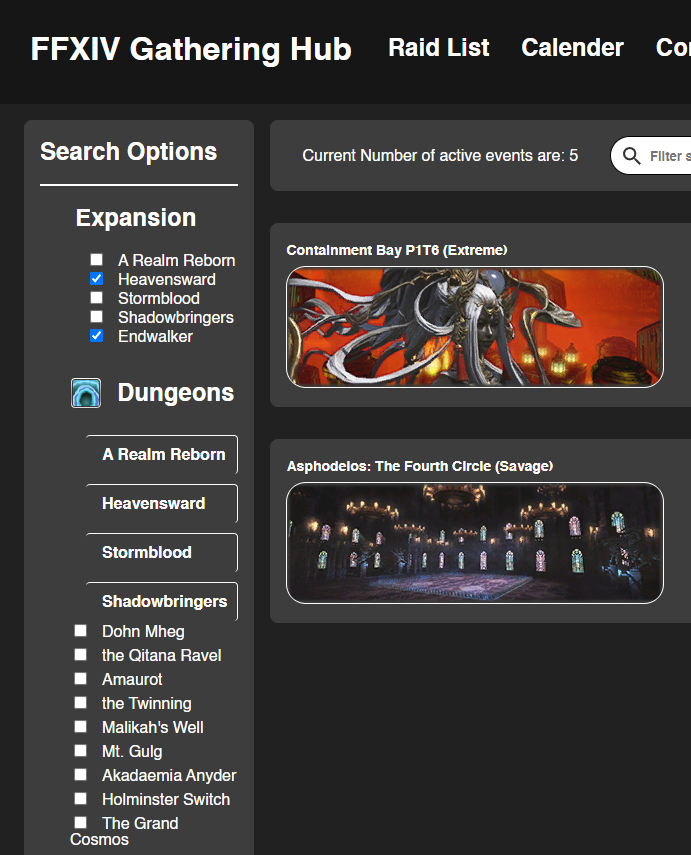 FFXIV Gathering Hub
Raid List
Calender
Search Options
Current Number of active events are: 5
Filter
Expansion
A Realm Reborn
Heavensward
Stormblood
Shadowbringers
Endwalker
Dungeons
A Realm Reborn
Heavensward
Stormblood
Shadowbringers
Dohn Mheg
the Qitana Ravel
Amaurot
the Twinning
Malikah's Well
Mt. Gulg
Akadaemia Anyder
Holminster Switch
The Grand
Cosmos
Containment Bay P1T6 (Extreme)
Asphodelos: The Fourth Circle (Savage)